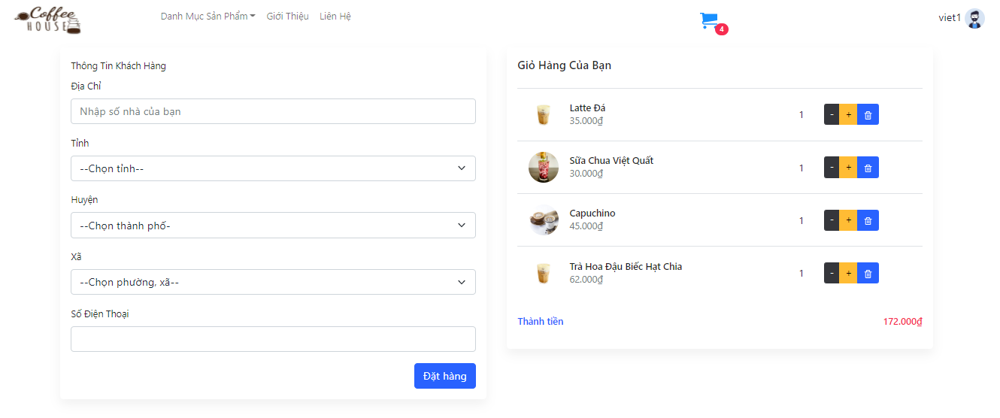 Coffee
HOUSE
Danh Mục Sản Phẩm
Giới Thiệu
Liên Hệ
4
viet1
Thông Tin Khách Hàng
Địa Chỉ
Nhập số nhà của bạn
Tỉnh
--Chọn tỉnh--
Huyện
--Chọn thành phố-
Xã
--Chọn phường, xã--
Số Điện Thoại
Đặt hàng
Giỏ Hàng Của Bạn
Latte Đá
35.000₫
1
-
+
Sữa Chua Việt Quất
30.000₫
1
-
+
Capuchino
45.000₫
1
-
+
Trà Hoa Đậu Biếc Hạt Chia
62.000₫
1
-
+
Thành tiền
172.000₫